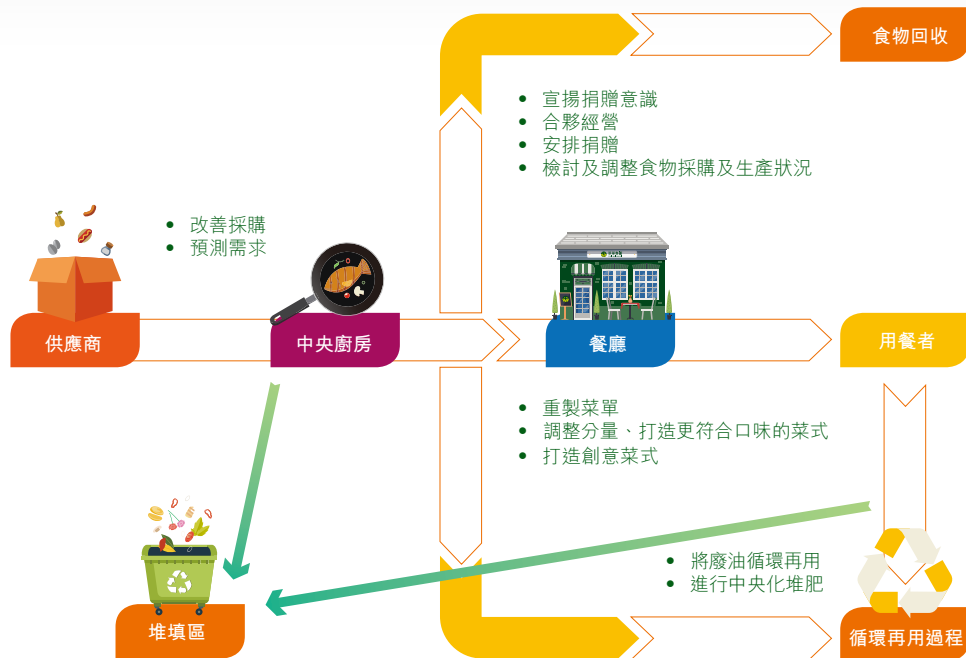 食物回收
宣揚捐贈意識
合夥經營
安排捐贈
檢討及調整食物採購及生產狀況
改善採購
預測需求
供應商
中央廚房
餐廳
用餐者
重製菜單
調整分量、打造更符合口味的菜式
打造創意菜式
將廢油循環再用
進行中央化堆肥
堆填區
循環再用過程